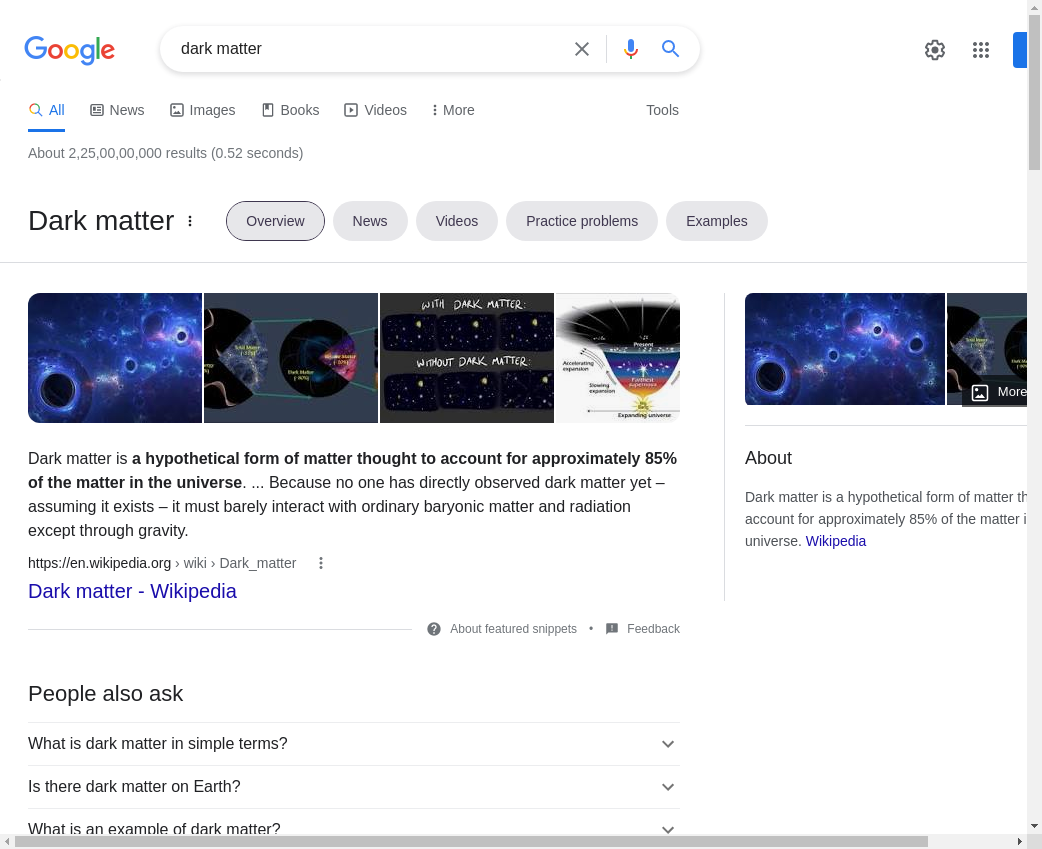 Google
dark matter
All
News
Images
Books
Videos
More
Tools
About 2,25,00,00,000 results (0.52 seconds)
Dark matter
Overview
News
Videos
Practice problems
Examples
WITH DARK MATTER:
WITHOUT DARK MATTER:
Present
Accelerating
expansion
Slowing
expansion
Farthest
supernova
Expanding universe
More
Dark matter is a hypothetical form of matter thought to account for approximately 85%
of the matter in the universe. ... Because no one has directly observed dark matter yet –
assuming it exists – it must barely interact with ordinary baryonic matter and radiation
except through gravity.
https://en.wikipedia.org › wiki › Dark_matter
Dark matter - Wikipedia
About featured snippets • Feedback
About
Dark matter is a hypothetical form of matter th
account for approximately 85% of the matter i
universe. Wikipedia
People also ask
What is dark matter in simple terms?
Is there dark matter on Earth?
What is an example of dark matter?